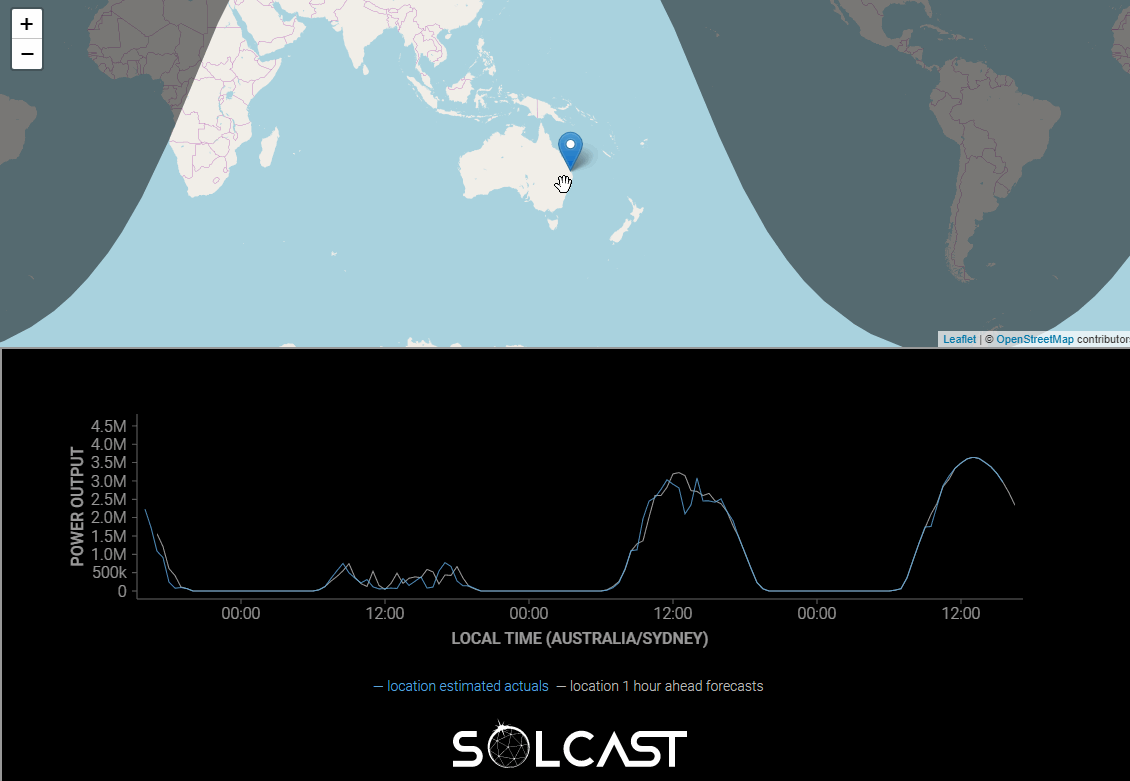 +
−
Leaflet | © OpenStreetMap contributors
4.5M
4.0M
3.5M
3.0M
2.5M
2.0M
1.5M
1.0M
500k
0
POWER OUTPUT
00:00 12:00 00:00 12:00 00:00 12:00
LOCAL TIME (AUSTRALIA/SYDNEY)
— location estimated actuals — location 1 hour ahead forecasts
SOLCAST